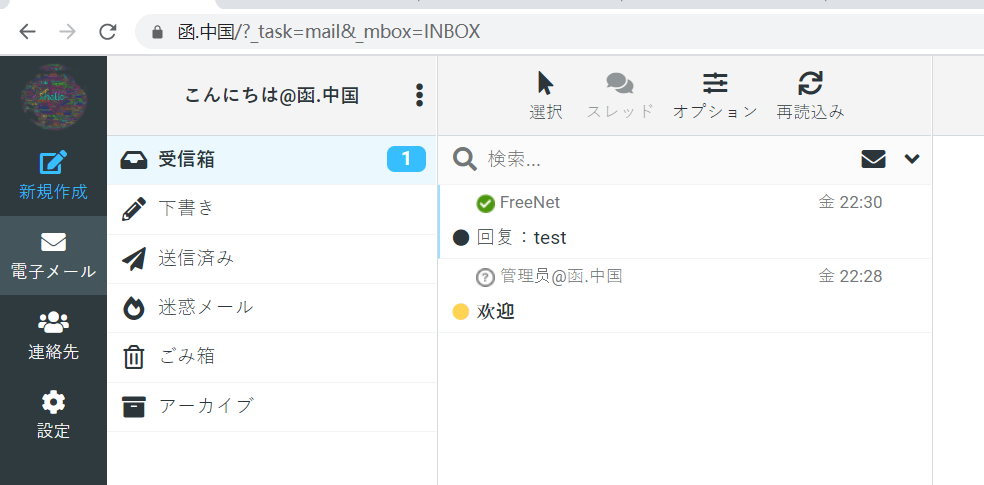 函.中国/?_task=mail&_mbox=INBOX
新規作成
電子メール
連絡先
設定
こんにちは@函.中国
受信箱 1
下書き
送信済み
迷惑メール
ごみ箱
アーカイブ
選択 スレッド オプション 再読込み
検索...
FreeNet 金 22:30
回复：test
管理员@函.中国 金 22:28
欢迎